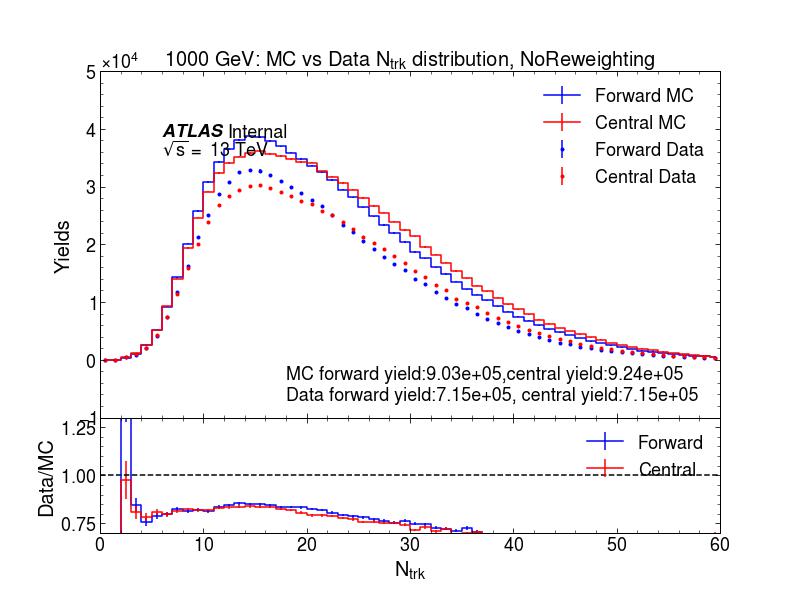 1000 GeV: MC vs Data Ntrk distribution, NoReweighting
×10⁴
5
4
3
2
1
0
−1
Yields
ATLAS Internal
√s = 13 TeV
Forward MC
Central MC
Forward Data
Central Data
MC forward yield:9.03e+05,central yield:9.24e+05
Data forward yield:7.15e+05, central yield:7.15e+05
1.25
1.00
0.75
Data/MC
Forward
Central
0 10 20 30 40 50 60
Ntrk